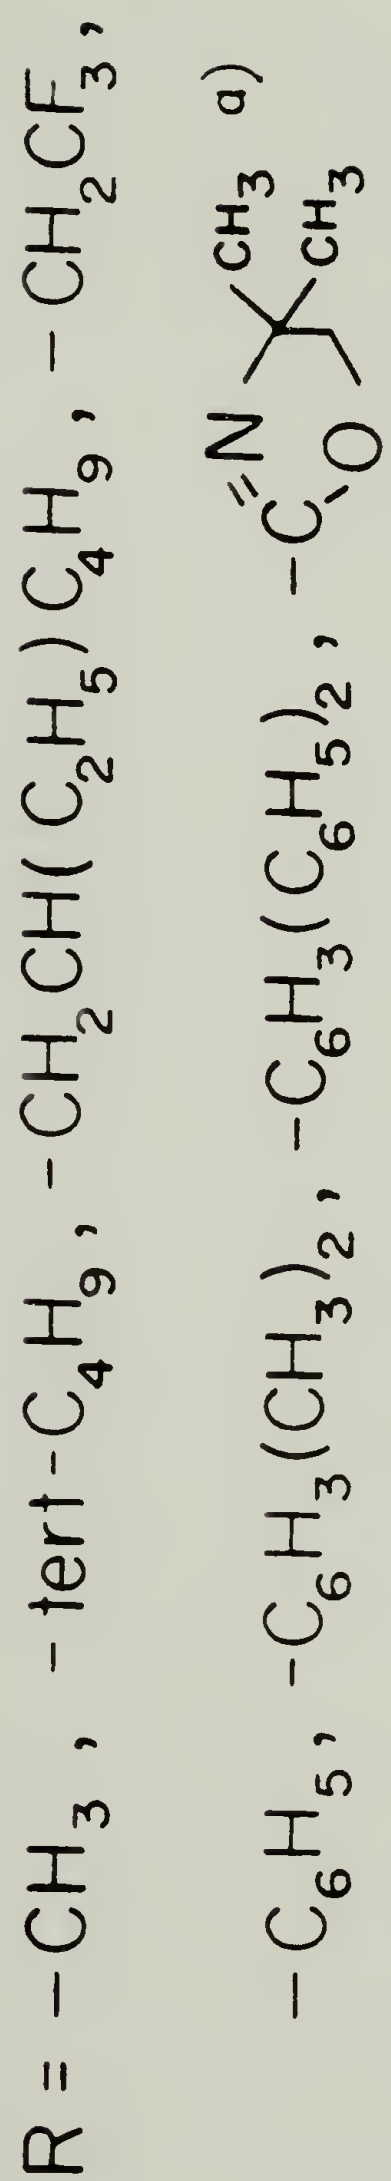 R = -CH₃, -tert-C₄H₉, -CH₂CH(C₂H₅)C₄H₉, -CH₂CF₃,
-C₆H₅, -C₆H₃(CH₃)₂, -C₆H₃(C₆H₅)₂, -C=N O CH₃ CH₃ a)